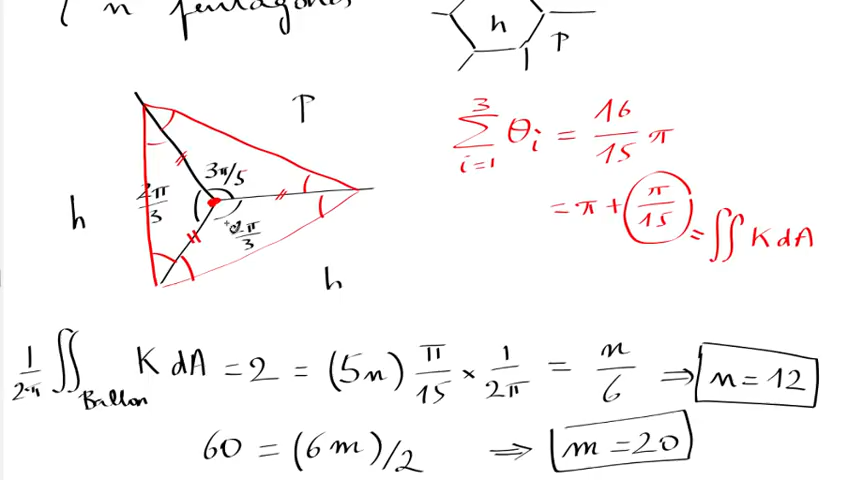 n pentagones
h
p
p
3π/5
2π/3
2π/3
h
h
∑_{i=1}^{3} θ_i = 16/15 π
= π + π/15 = ∬ K dA
1/2π ∬_{Ballon} K dA = 2 = (5n) π/15 × 1/2π = n/6 ⇒ n = 12
60 = (6m)/2 ⇒ m = 20